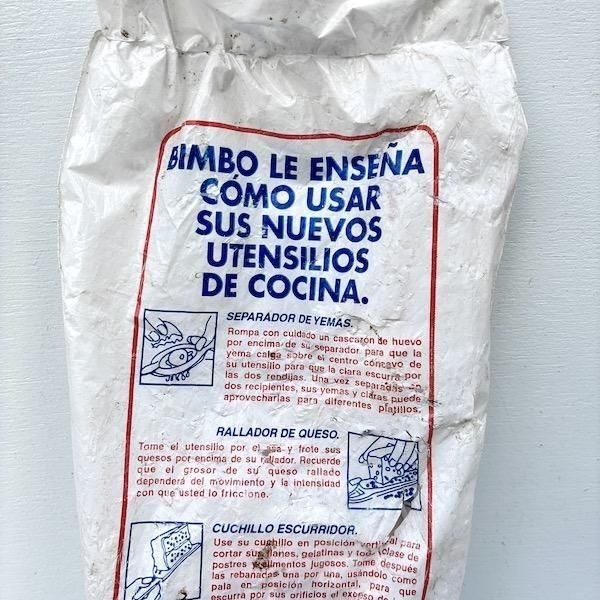 BIMBO LE ENSEÑA
CÓMO USAR
SUS NUEVOS
UTENSILIOS
DE COCINA.
SEPARADOR DE YEMAS.
Rompa con cuidado un cascarón de huevo
por encima de su separador para que la
yema caiga sobre el centro cóncavo de
su utensilio para que la clara escurra por
las dos rendijas. Una vez separadas en
dos recipientes, sus yemas y claras puede
aprovecharlas para diferentes platillos.
RALLADOR DE QUESO.
Tome el utensilio por el asa y frote sus
quesos por encima de su rallador. Recuerde
que el grosor de su queso rallado
dependerá del movimiento y la intensidad
con que usted lo friccione.
CUCHILLO ESCURRIDOR.
Use su cuchillo en posición vertical para
cortar sus panes, gelatinas y toda clase de
postres y alimentos jugosos. Tome después
las rebanadas una por una, usándolo como
pala en posición horizontal, para que
escurra por sus orificios el exceso de